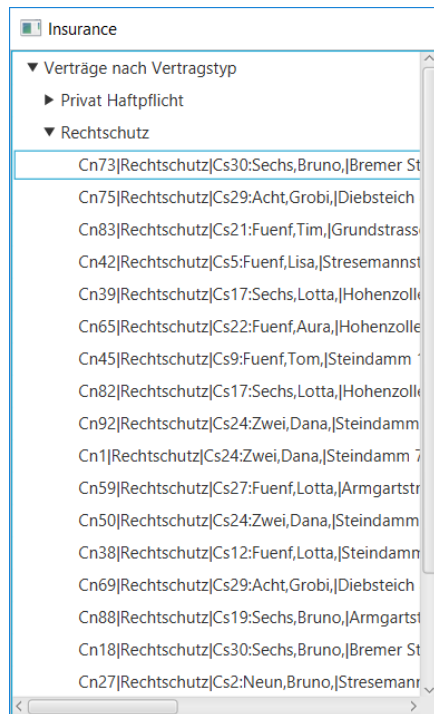 Insurance
Verträge nach Vertragstyp
Privat Haftpflicht
Rechtschutz
Cn73|Rechtschutz|Cs30:Sechs,Bruno,|Bremer St
Cn75|Rechtschutz|Cs29:Acht,Grobi,|Diebsteich
Cn83|Rechtschutz|Cs21:Fuenf,Tim,|Grundstrasse
Cn42|Rechtschutz|Cs5:Fuenf,Lisa,|Stresemannst
Cn39|Rechtschutz|Cs17:Sechs,Lotta,|Hohenzolle
Cn65|Rechtschutz|Cs22:Fuenf,Aura,|Hohenzolle
Cn45|Rechtschutz|Cs9:Fuenf,Tom,|Steindamm 1
Cn82|Rechtschutz|Cs17:Sechs,Lotta,|Hohenzolle
Cn92|Rechtschutz|Cs24:Zwei,Dana,|Steindamm
Cn1|Rechtschutz|Cs24:Zwei,Dana,|Steindamm 7
Cn59|Rechtschutz|Cs27:Fuenf,Lotta,|Armgartstr
Cn50|Rechtschutz|Cs24:Zwei,Dana,|Steindamm
Cn38|Rechtschutz|Cs12:Fuenf,Lotta,|Steindamm
Cn69|Rechtschutz|Cs29:Acht,Grobi,|Diebsteich
Cn88|Rechtschutz|Cs19:Sechs,Bruno,|Armgartst
Cn18|Rechtschutz|Cs30:Sechs,Bruno,|Bremer St
Cn27|Rechtschutz|Cs2:Neun,Bruno,|Stresemann